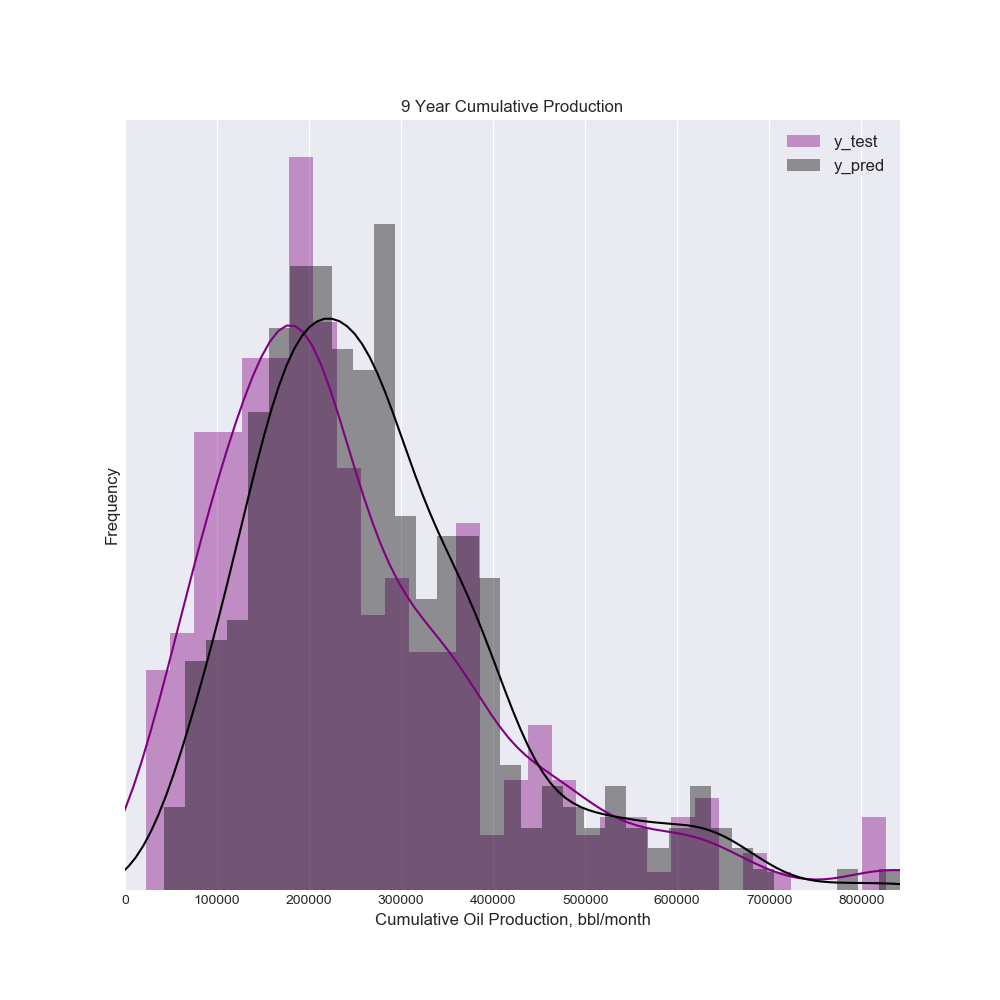 9 Year Cumulative Production
y_test
y_pred
Frequency
0 100000 200000 300000 400000 500000 600000 700000 800000
Cumulative Oil Production, bbl/month